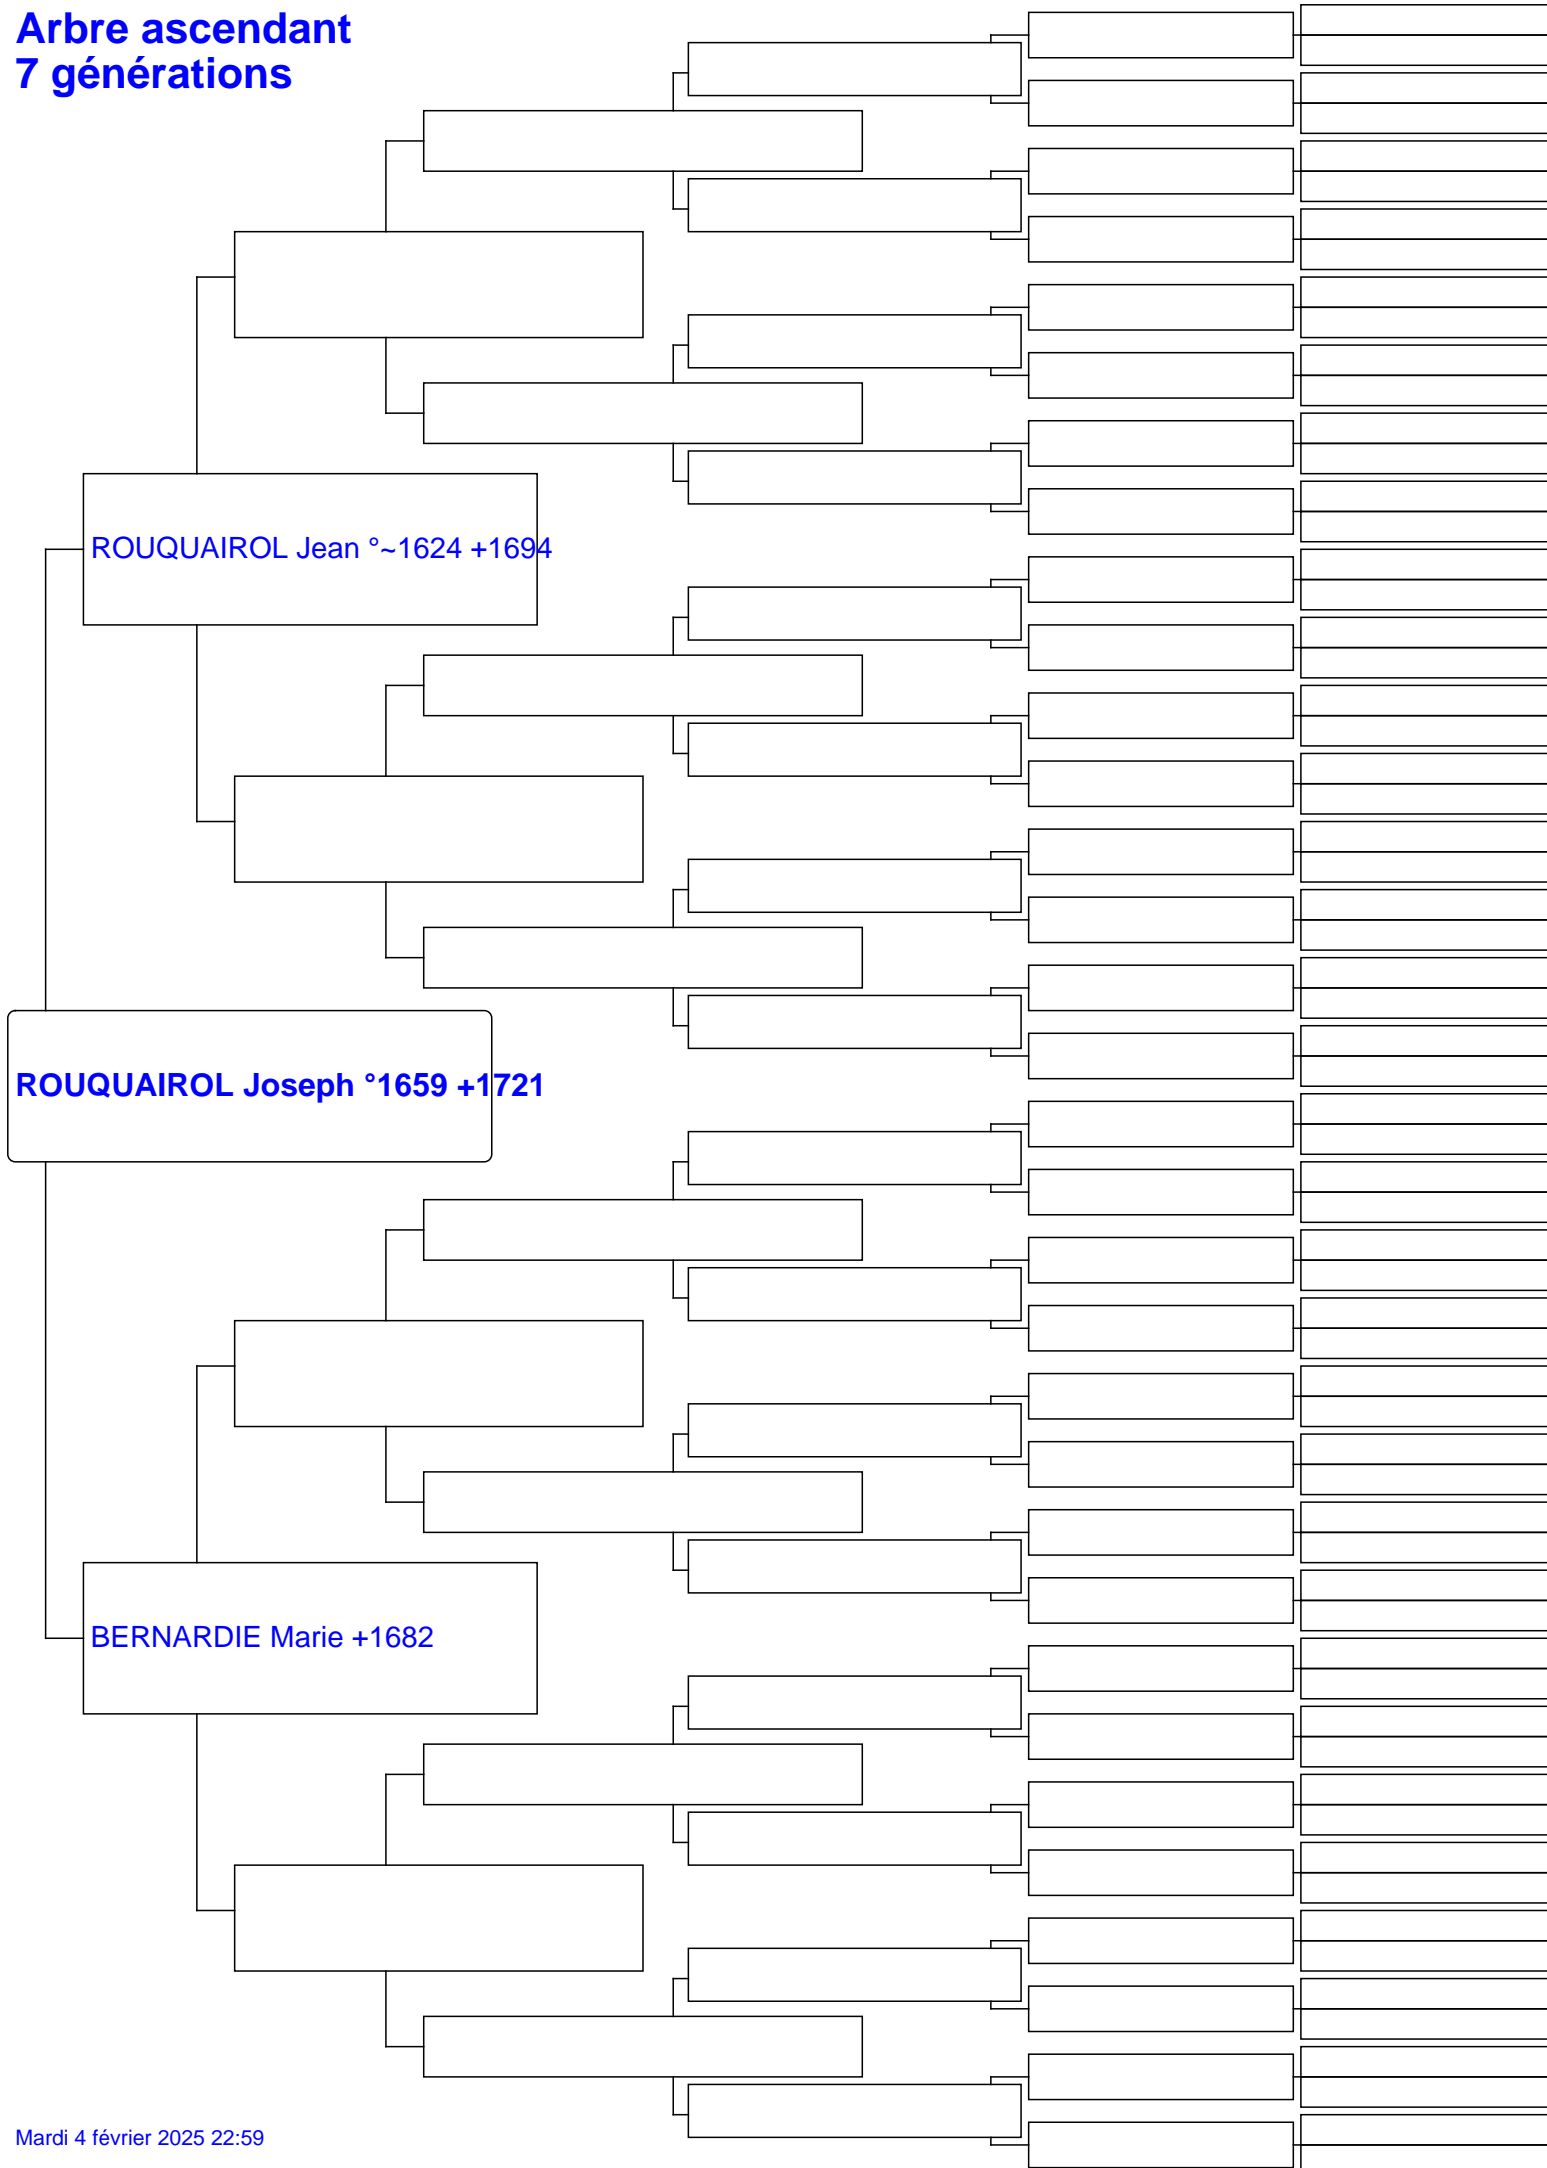 Arbre ascendant
7 générations
ROUQUAIROL Jean °~1624 +1694
ROUQUAIROL Joseph °1659 +1721
BERNARDIE Marie +1682
Mardi 4 février 2025 22:59